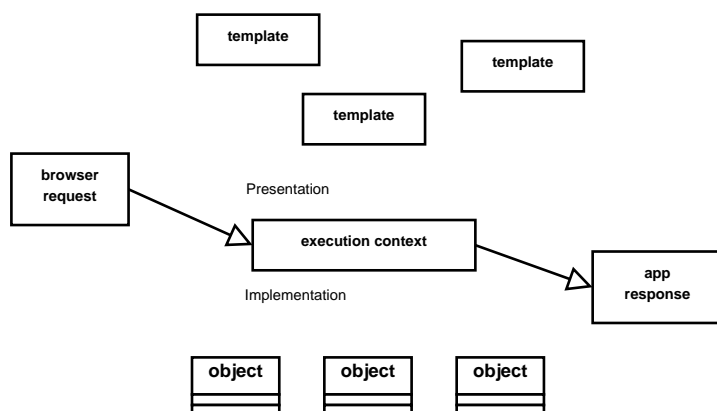 template
template
template
browser
request
Presentation
execution context
app
response
Implementation
object
object
object